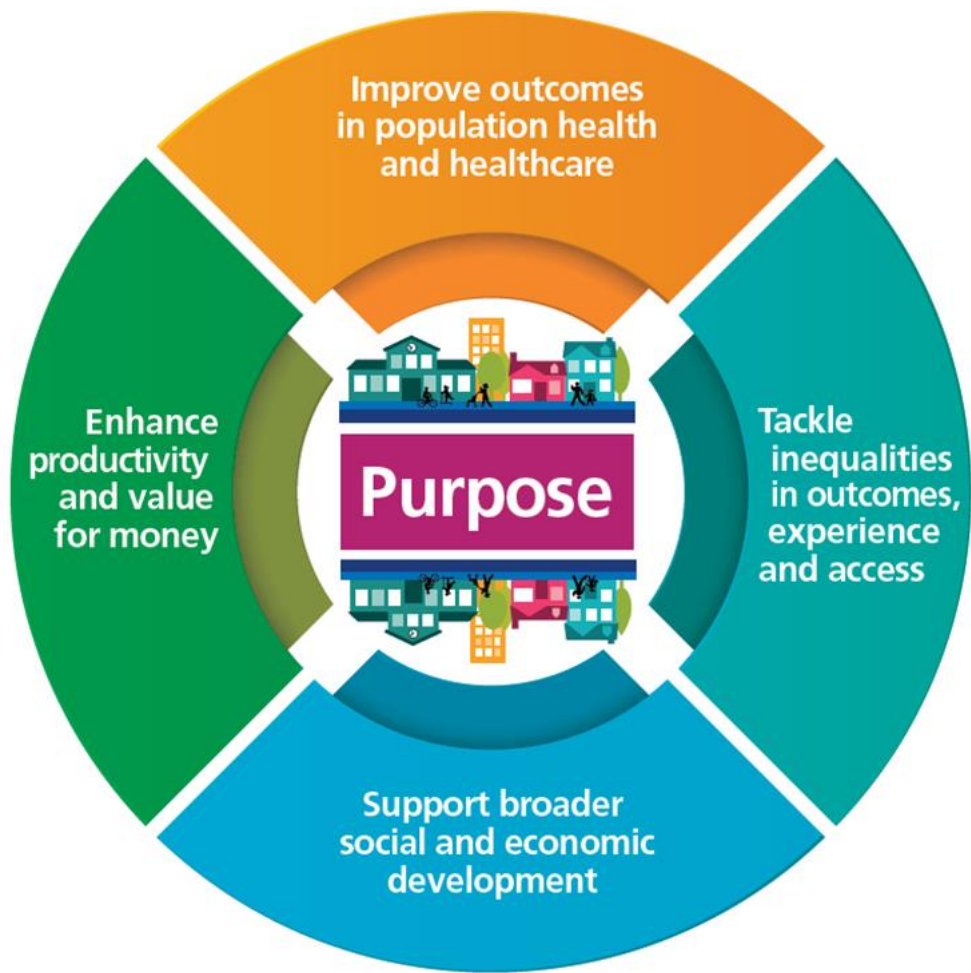 Improve outcomes
in population health
and healthcare
Enhance
productivity
and value
for money
Purpose
Tackle
inequalities
in outcomes,
experience
and access
Support broader
social and economic
development